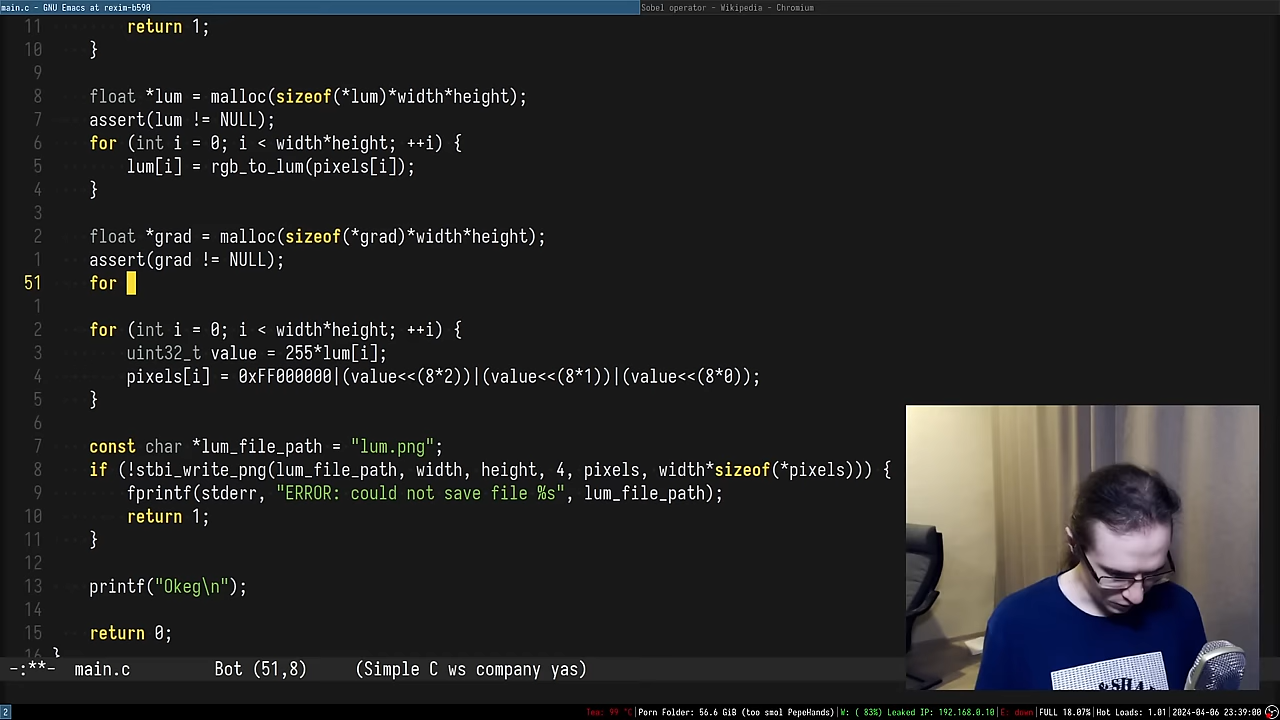 main.c - GNU Emacs at rexim-b590
Sobel operator - Wikipedia - Chromium
11 return 1;
10 }
9
8 float *lum = malloc(sizeof(*lum)*width*height);
7 assert(lum != NULL);
6 for (int i = 0; i < width*height; ++i) {
5 lum[i] = rgb_to_lum(pixels[i]);
4 }
3
2 float *grad = malloc(sizeof(*grad)*width*height);
1 assert(grad != NULL);
51 for
1
2 for (int i = 0; i < width*height; ++i) {
3 uint32_t value = 255*lum[i];
4 pixels[i] = 0xFF000000|(value<<(8*2))|(value<<(8*1))|(value<<(8*0));
5 }
6
7 const char *lum_file_path = "lum.png";
8 if (!stbi_write_png(lum_file_path, width, height, 4, pixels, width*sizeof(*pixels))) {
9 fprintf(stderr, "ERROR: could not save file %s", lum_file_path);
10 return 1;
11 }
12
13 printf("Okeg\n");
14
15 return 0;
16 }
-:**- main.c Bot (51,8) (Simple C ws company yas)
2
Tea: 99 °C|Porn Folder: 56.6 GiB (too smol PepeHands)|W: ( 83%) Leaked IP: 192.168.0.10|E: down|FULL 18.07%|Hot Loads: 1.01|2024-04-06 23:39:00